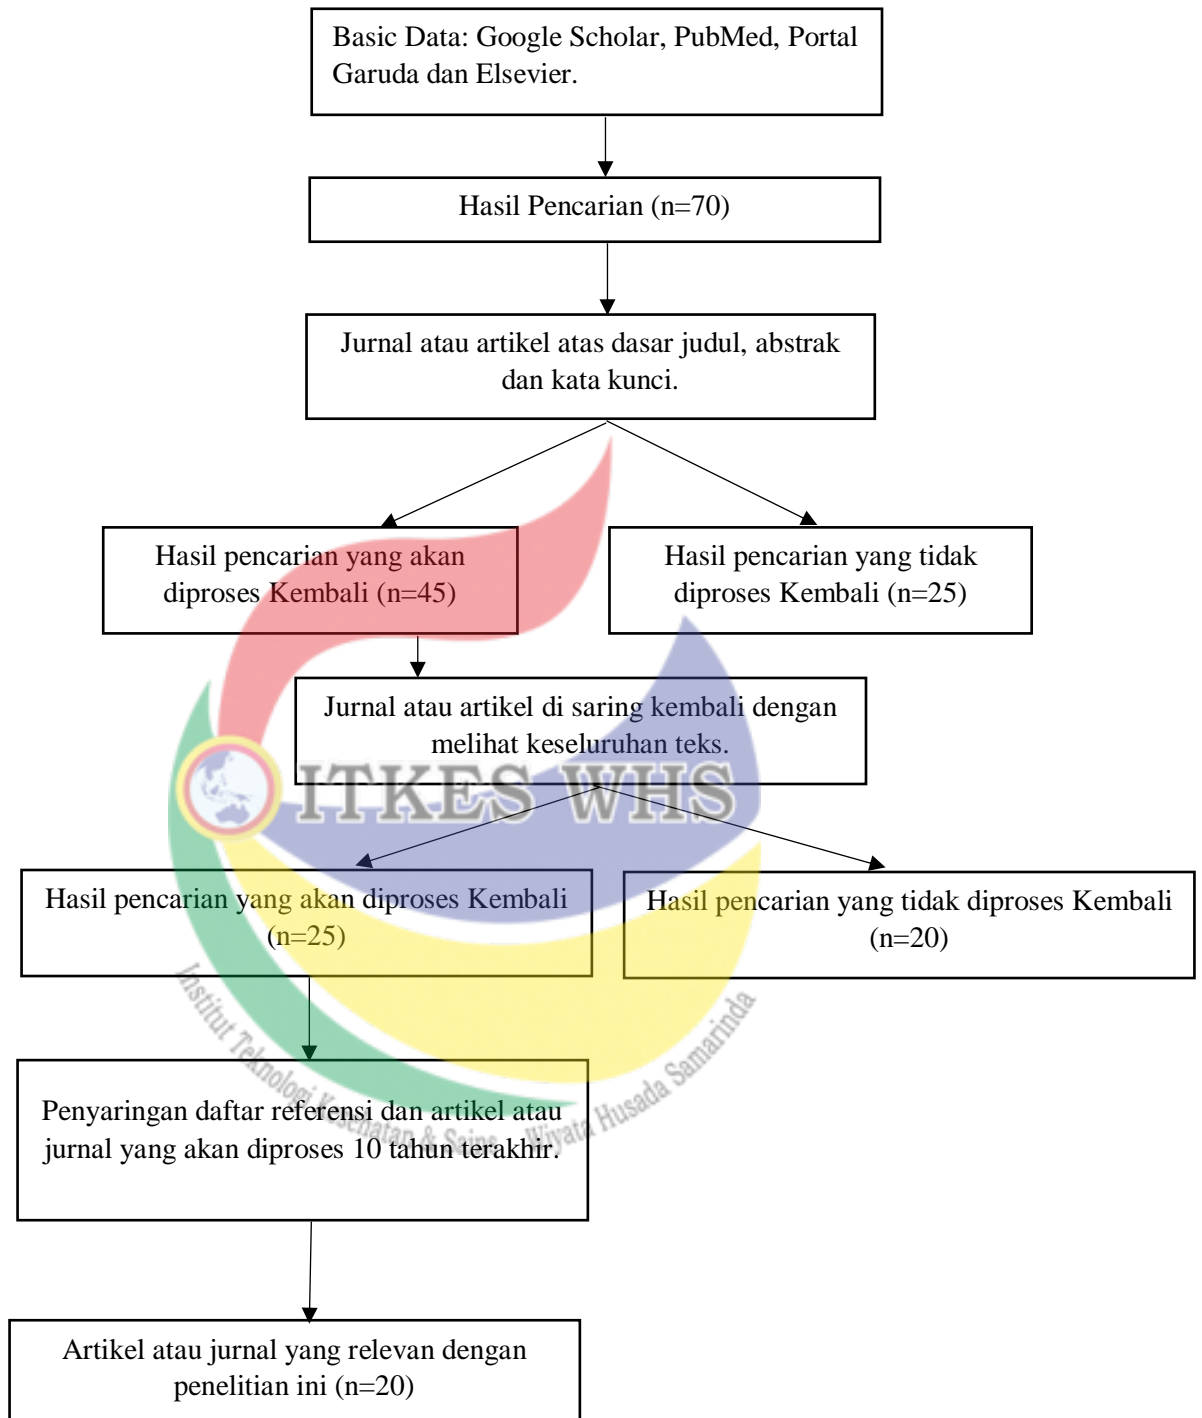 Basic Data: Google Scholar, PubMed, Portal
Garuda dan Elsevier.
Hasil Pencarian (n=70)
Jurnal atau artikel atas dasar judul, abstrak
dan kata kunci.
Hasil pencarian yang akan
diproses Kembali (n=45)
Hasil pencarian yang tidak
diproses Kembali (n=25)
Jurnal atau artikel di saring kembali dengan
melihat keseluruhan teks.
ITKES WHS
Hasil pencarian yang akan diproses Kembali
(n=25)
Hasil pencarian yang tidak diproses Kembali
(n=20)
Institut Teknologi Kesehatan & Sains Wiyata Husada Samarinda
Penyaringan daftar referensi dan artikel atau
jurnal yang akan diproses 10 tahun terakhir.
Artikel atau jurnal yang relevan dengan
penelitian ini (n=20)